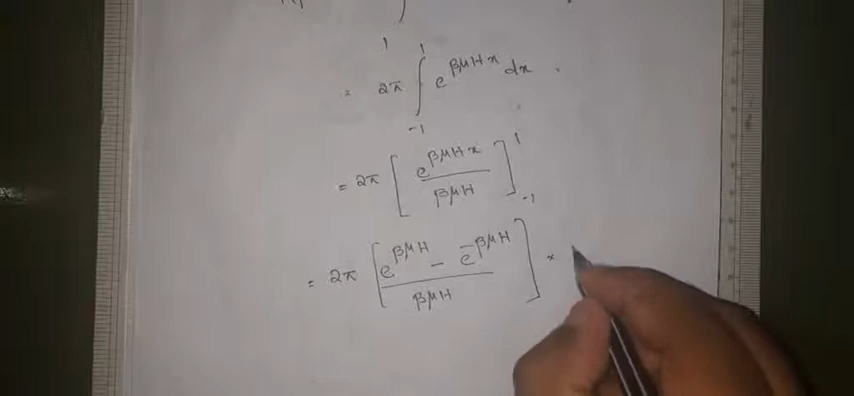 = 2π ∫₋₁¹ e^{βμHx} dx .
= 2π [ e^{βμHx} / βμH ]₋₁¹
= 2π [ e^{βμH} − e^{−βμH} / βμH ] ×